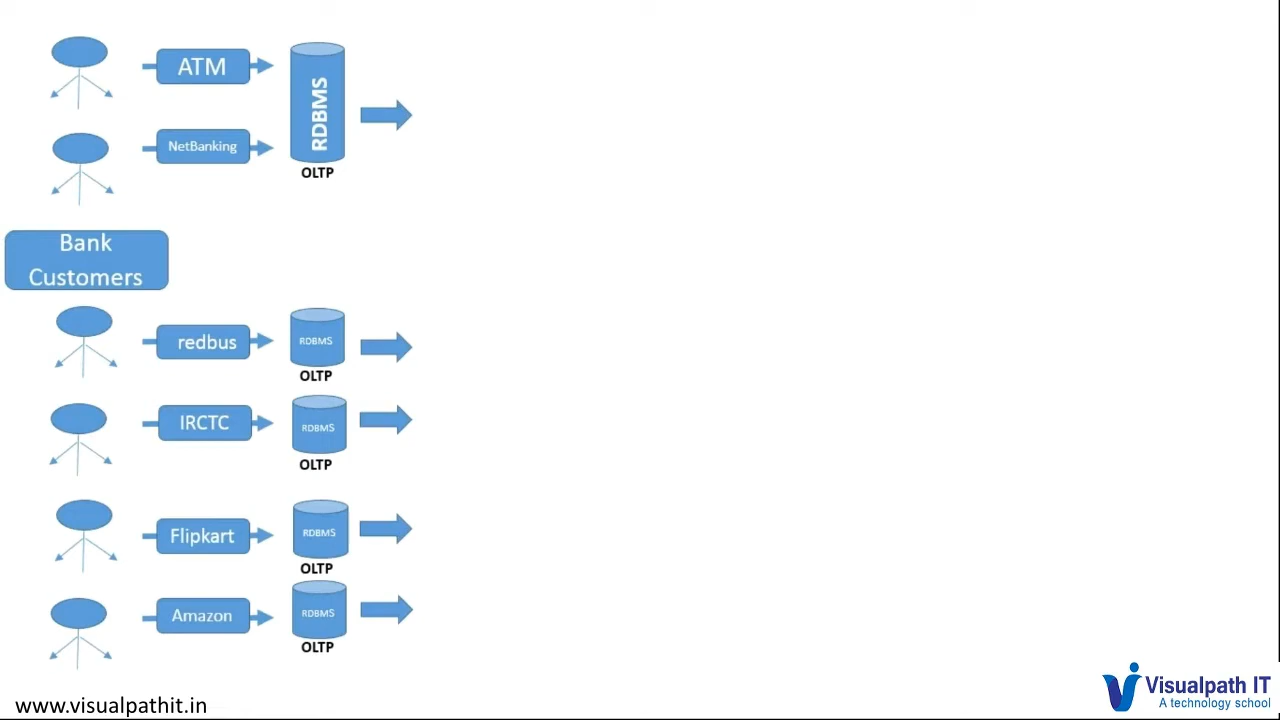 ATM
RDBMS
NetBanking
OLTP
Bank
Customers
redbus
RDBMS
OLTP
IRCTC
RDBMS
OLTP
Flipkart
RDBMS
OLTP
Amazon
RDBMS
OLTP
www.visualpathit.in
Visualpath IT
A technology school